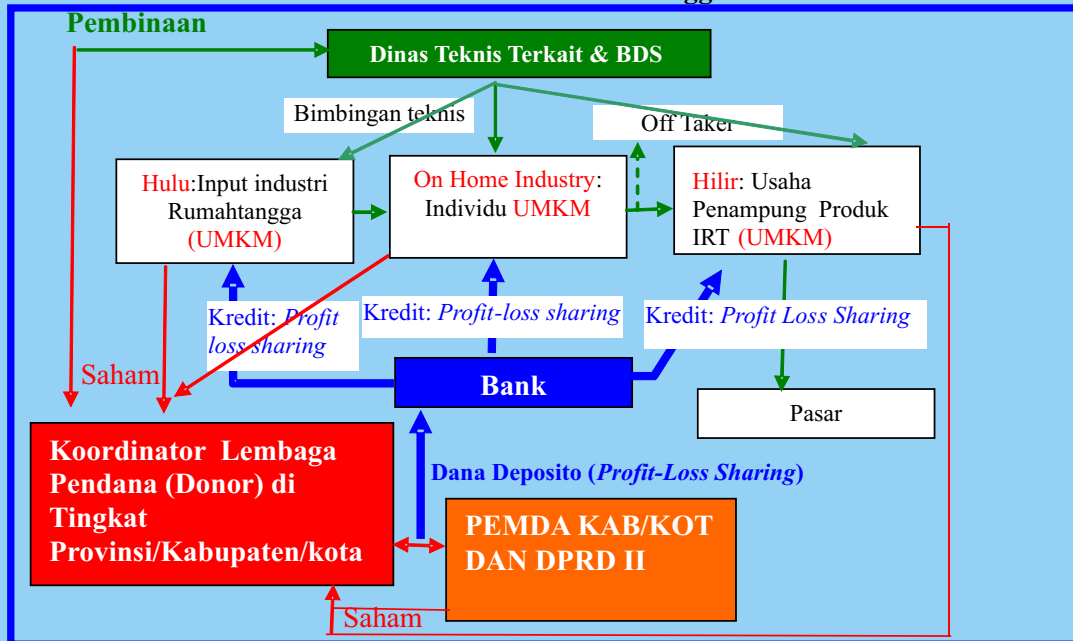 Pembinaan
Dinas Teknis Terkait & BDS
Bimbingan teknis
Off Taker
Hulu:Input industri
Rumahtangga
(UMKM)
On Home Industry:
Individu UMKM
Hilir: Usaha
Penampung Produk
IRT (UMKM)
Kredit: Profit
loss sharing
Kredit: Profit-loss sharing
Kredit: Profit Loss Sharing
Saham
Bank
Pasar
Koordinator Lembaga
Pendana (Donor) di
Tingkat
Provinsi/Kabupaten/kota
Dana Deposito (Profit-Loss Sharing)
PEMDA KAB/KOT
DAN DPRD II
Saham